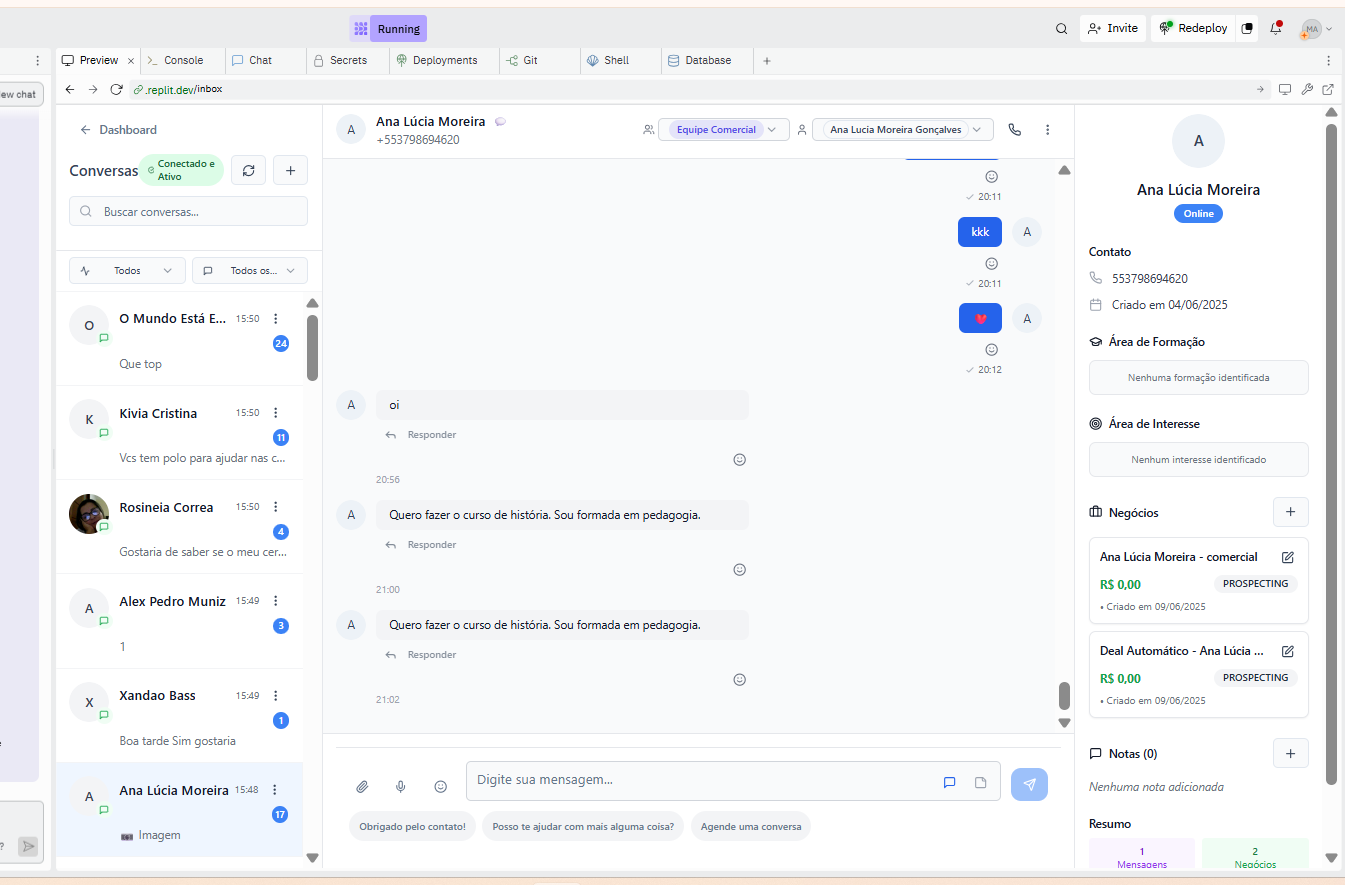 Running
Invite
Redeploy
MA
Preview
Console
Chat
Secrets
Deployments
Git
Shell
Database
ew chat
.replit.dev/inbox
Dashboard
Conversas
Conectado e
Ativo
Buscar conversas...
Todos
Todos os...
O
O Mundo Está E...
15:50
24
Que top
K
Kivia Cristina
15:50
11
Vcs tem polo para ajudar nas c...
Rosineia Correa
15:50
4
Gostaria de saber se o meu cer...
A
Alex Pedro Muniz
15:49
3
1
X
Xandao Bass
15:49
1
Boa tarde Sim gostaria
A
Ana Lúcia Moreira
15:48
17
Imagem
A
Ana Lúcia Moreira
+553798694620
Equipe Comercial
Ana Lucia Moreira Gonçalves
20:11
kkk
A
20:11
A
20:12
A
oi
Responder
20:56
A
Quero fazer o curso de história. Sou formada em pedagogia.
Responder
21:00
A
Quero fazer o curso de história. Sou formada em pedagogia.
Responder
21:02
Digite sua mensagem...
Obrigado pelo contato!
Posso te ajudar com mais alguma coisa?
Agende uma conversa
A
Ana Lúcia Moreira
Online
Contato
553798694620
Criado em 04/06/2025
Área de Formação
Nenhuma formação identificada
Área de Interesse
Nenhum interesse identificado
Negócios
Ana Lúcia Moreira - comercial
R$ 0,00
PROSPECTING
• Criado em 09/06/2025
Deal Automático - Ana Lúcia ...
R$ 0,00
PROSPECTING
• Criado em 09/06/2025
Notas (0)
Nenhuma nota adicionada
Resumo
1
Mensagens
2
Negócios